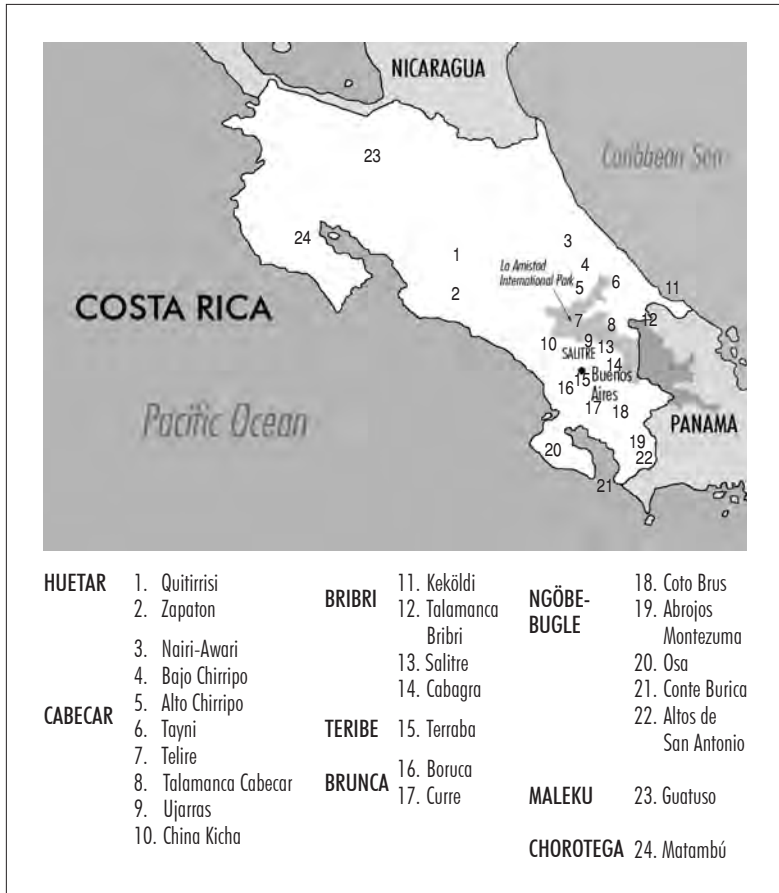 NICARAGUA
23
Caribbean Sea
24
1
3
La Amistad
International Park
4
5
6
11
COSTA RICA
2
7
8
12
10
9
13
SALITRE
14
15
Buenos
Aires
16
17
18
Pacific Ocean
PANAMA
20
19
22
21
HUETAR
1. Quitirrisi
2. Zapaton
CABECAR
3. Nairi-Awari
4. Bajo Chirripo
5. Alto Chirripo
6. Tayni
7. Telire
8. Talamanca Cabecar
9. Ujarras
10. China Kicha
BRIBRI
11. Keköldi
12. Talamanca
Bribri
13. Salitre
14. Cabagra
TERIBE
15. Terraba
BRUNCA
16. Boruca
17. Curre
NGÖBE-
BUGLE
18. Coto Brus
19. Abrojos
Montezuma
20. Osa
21. Conte Burica
22. Altos de
San Antonio
MALEKU
23. Guatuso
CHOROTEGA
24. Matambú